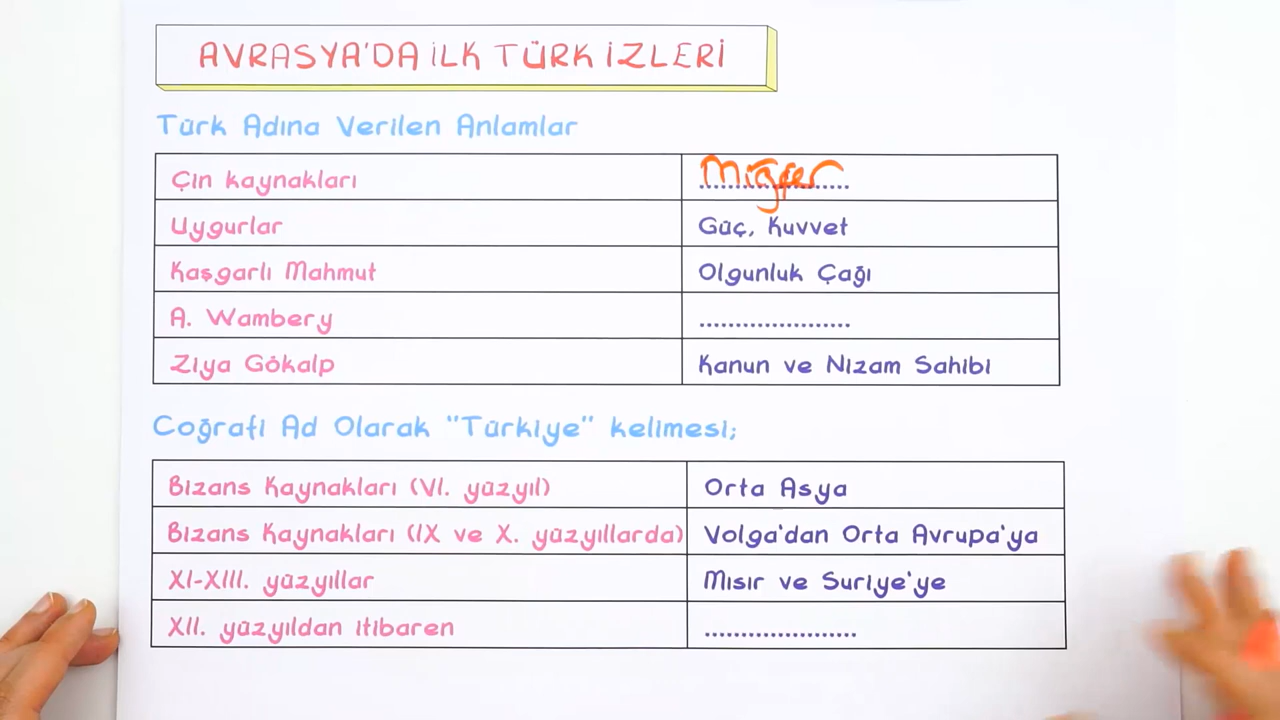 AVRASYA'DA İLK TÜRK İZLERİ
Türk Adına Verilen Anlamlar
Çin kaynakları Miğfer
Uygurlar Güç, Kuvvet
Kaşgarlı Mahmut Olgunluk Çağı
A. Wambery .....................
Ziya Gökalp Kanun ve Nizam Sahibi
Coğrafi Ad Olarak "Türkiye" kelimesi;
Bizans Kaynakları (VI. yüzyıl) Orta Asya
Bizans Kaynakları (IX ve X. yüzyıllarda) Volga'dan Orta Avrupa'ya
XI-XIII. yüzyıllar Mısır ve Suriye'ye
XII. yüzyıldan itibaren .....................